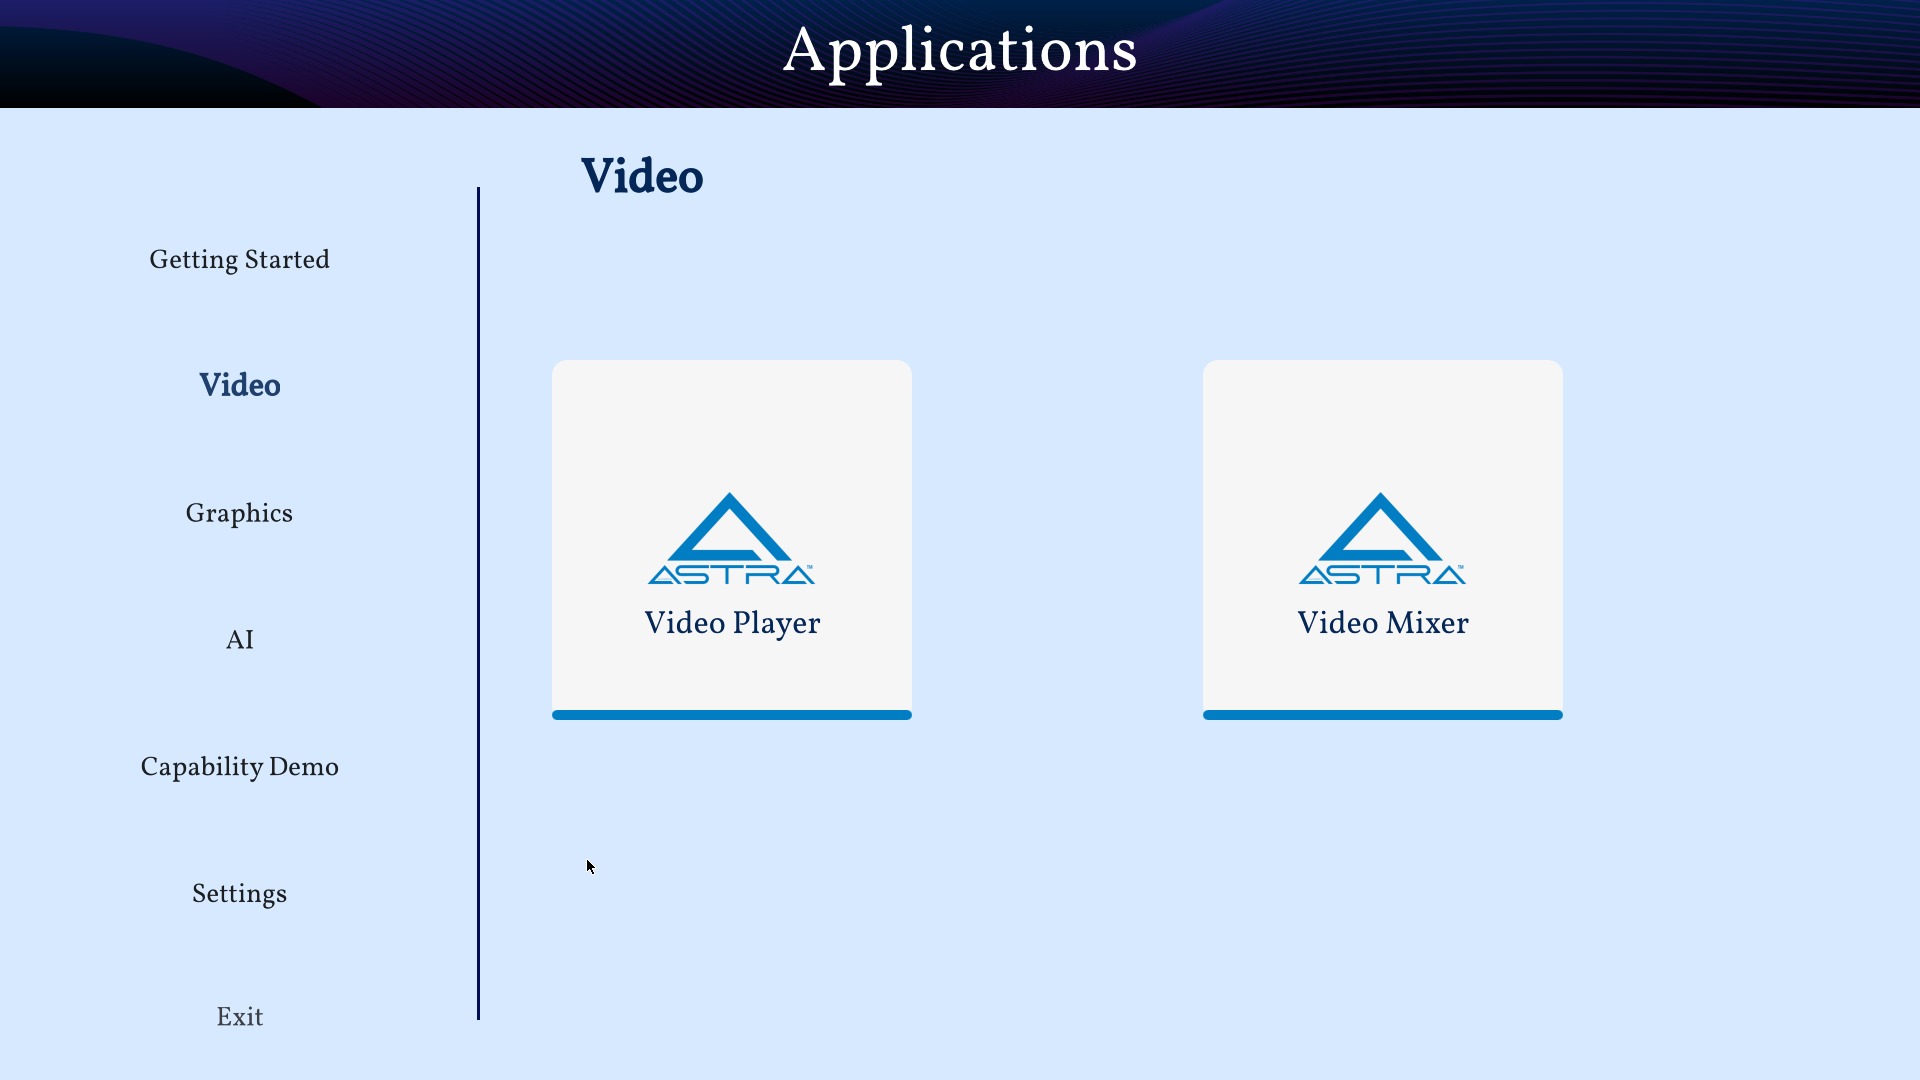 Applications
Video
Getting Started
Video
Graphics
AI
Capability Demo
Settings
Exit
ASTRA™
Video Player
ASTRA™
Video Mixer